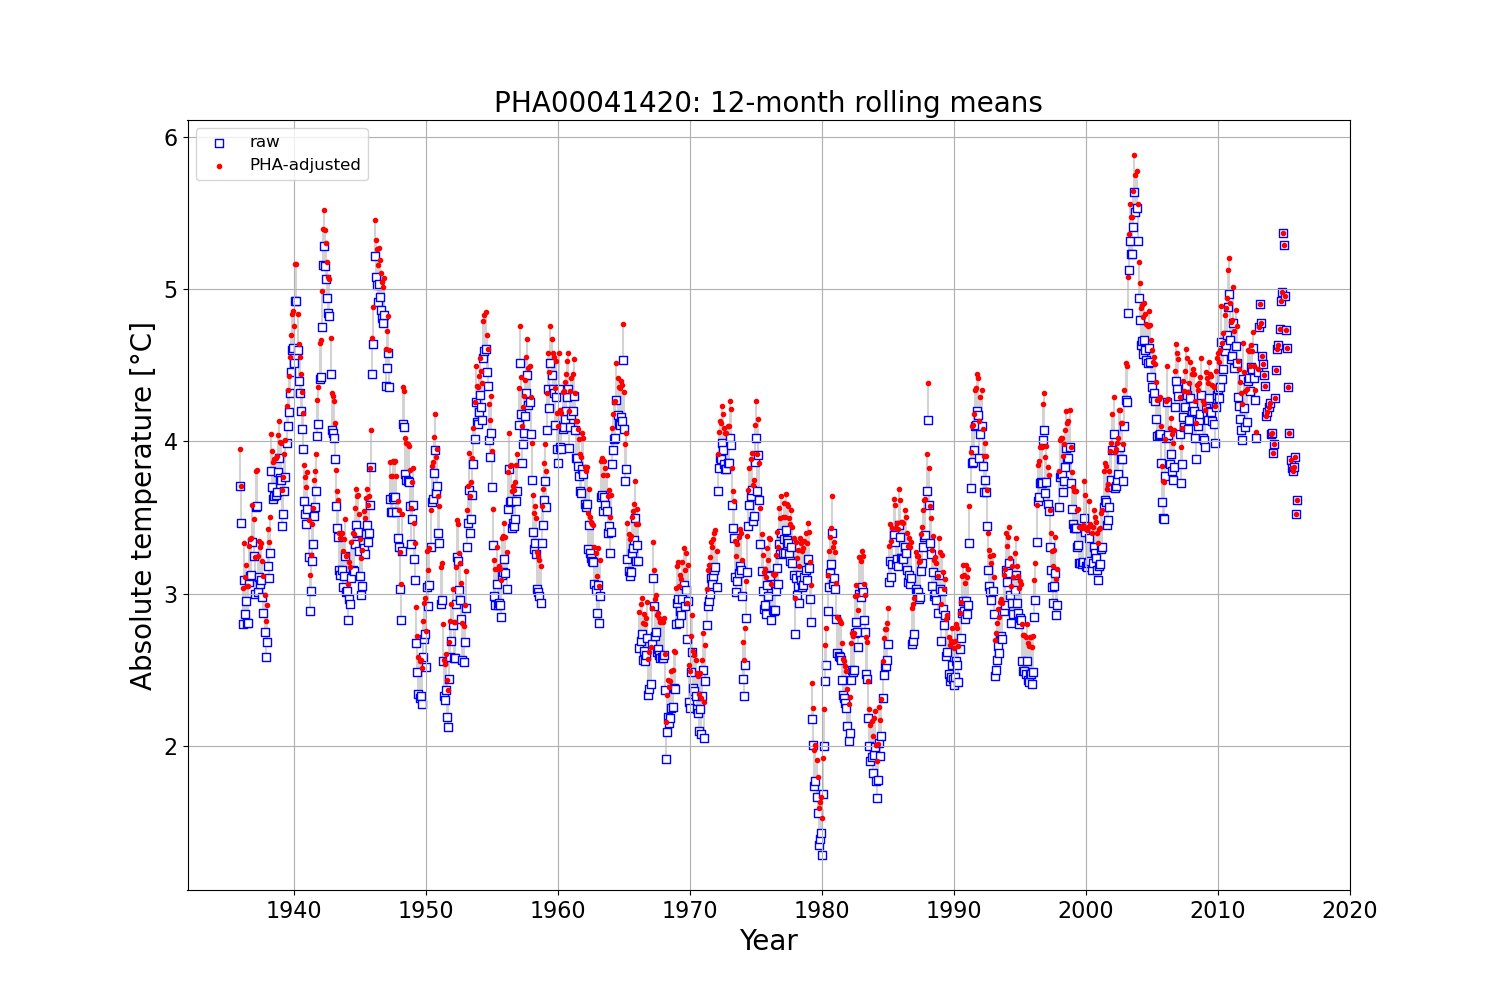 PHA00041420: 12-month rolling means
raw
PHA-adjusted
Absolute temperature [°C]
6
5
4
3
2
1940 1950 1960 1970 1980 1990 2000 2010 2020
Year